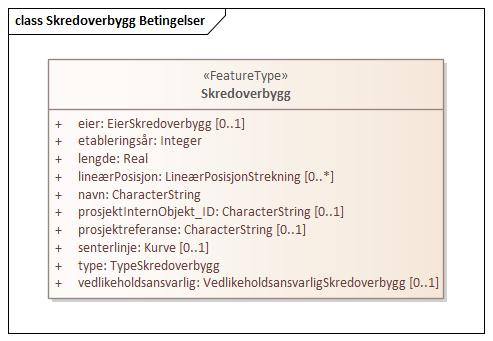 class Skredoverbygg Betingelser
«FeatureType»
Skredoverbygg
+ eier: EierSkredoverbygg [0..1]
+ etableringsår: Integer
+ lengde: Real
+ lineærPosisjon: LineærPosisjonStrekning [0..*]
+ navn: CharacterString
+ prosjektInternObjekt_ID: CharacterString [0..1]
+ prosjektreferanse: CharacterString [0..1]
+ senterlinje: Kurve [0..1]
+ type: TypeSkredoverbygg
+ vedlikeholdsansvarlig: VedlikeholdsansvarligSkredoverbygg [0..1]